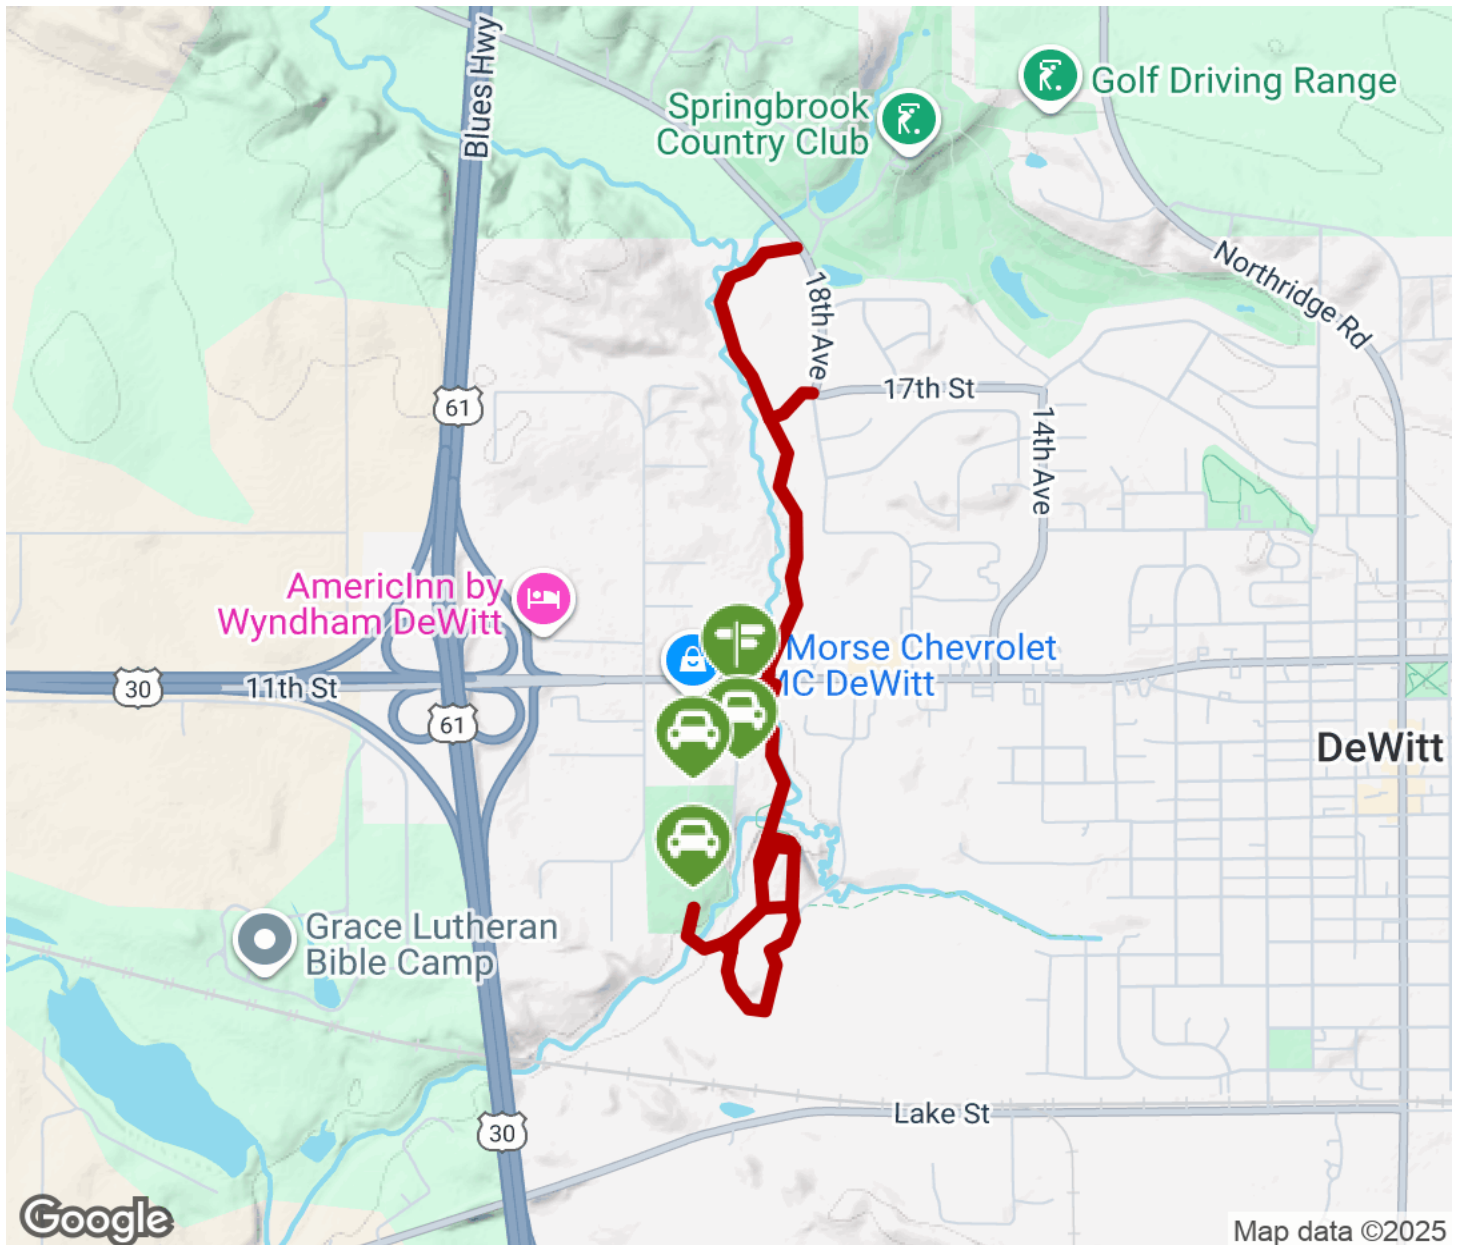 Blues Hwy
Springbrook
Country Club
Golf Driving Range
Northridge Rd
18th Ave
17th St
14th Ave
61
AmericInn by
Wyndham DeWitt
Morse Chevrolet
MC DeWitt
30
11th St
61
DeWitt
Grace Lutheran
Bible Camp
Lake St
30
Google
Map data ©2025